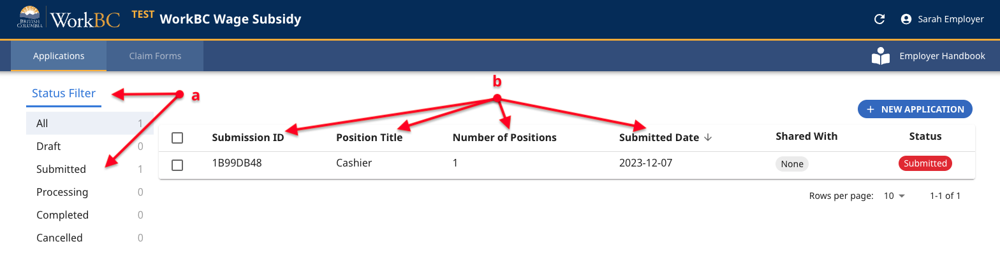 BRITISH
COLUMBIA
WorkBC
TEST
WorkBC Wage Subsidy
Sarah Employer
Applications
Claim Forms
Employer Handbook
Status Filter
a
b
All 1
Draft 0
Submitted 1
Processing 0
Completed 0
Cancelled 0
+ NEW APPLICATION
Submission ID Position Title Number of Positions Submitted Date ↓ Shared With Status
1B99DB48 Cashier 1 2023-12-07 None Submitted
Rows per page: 10 1-1 of 1